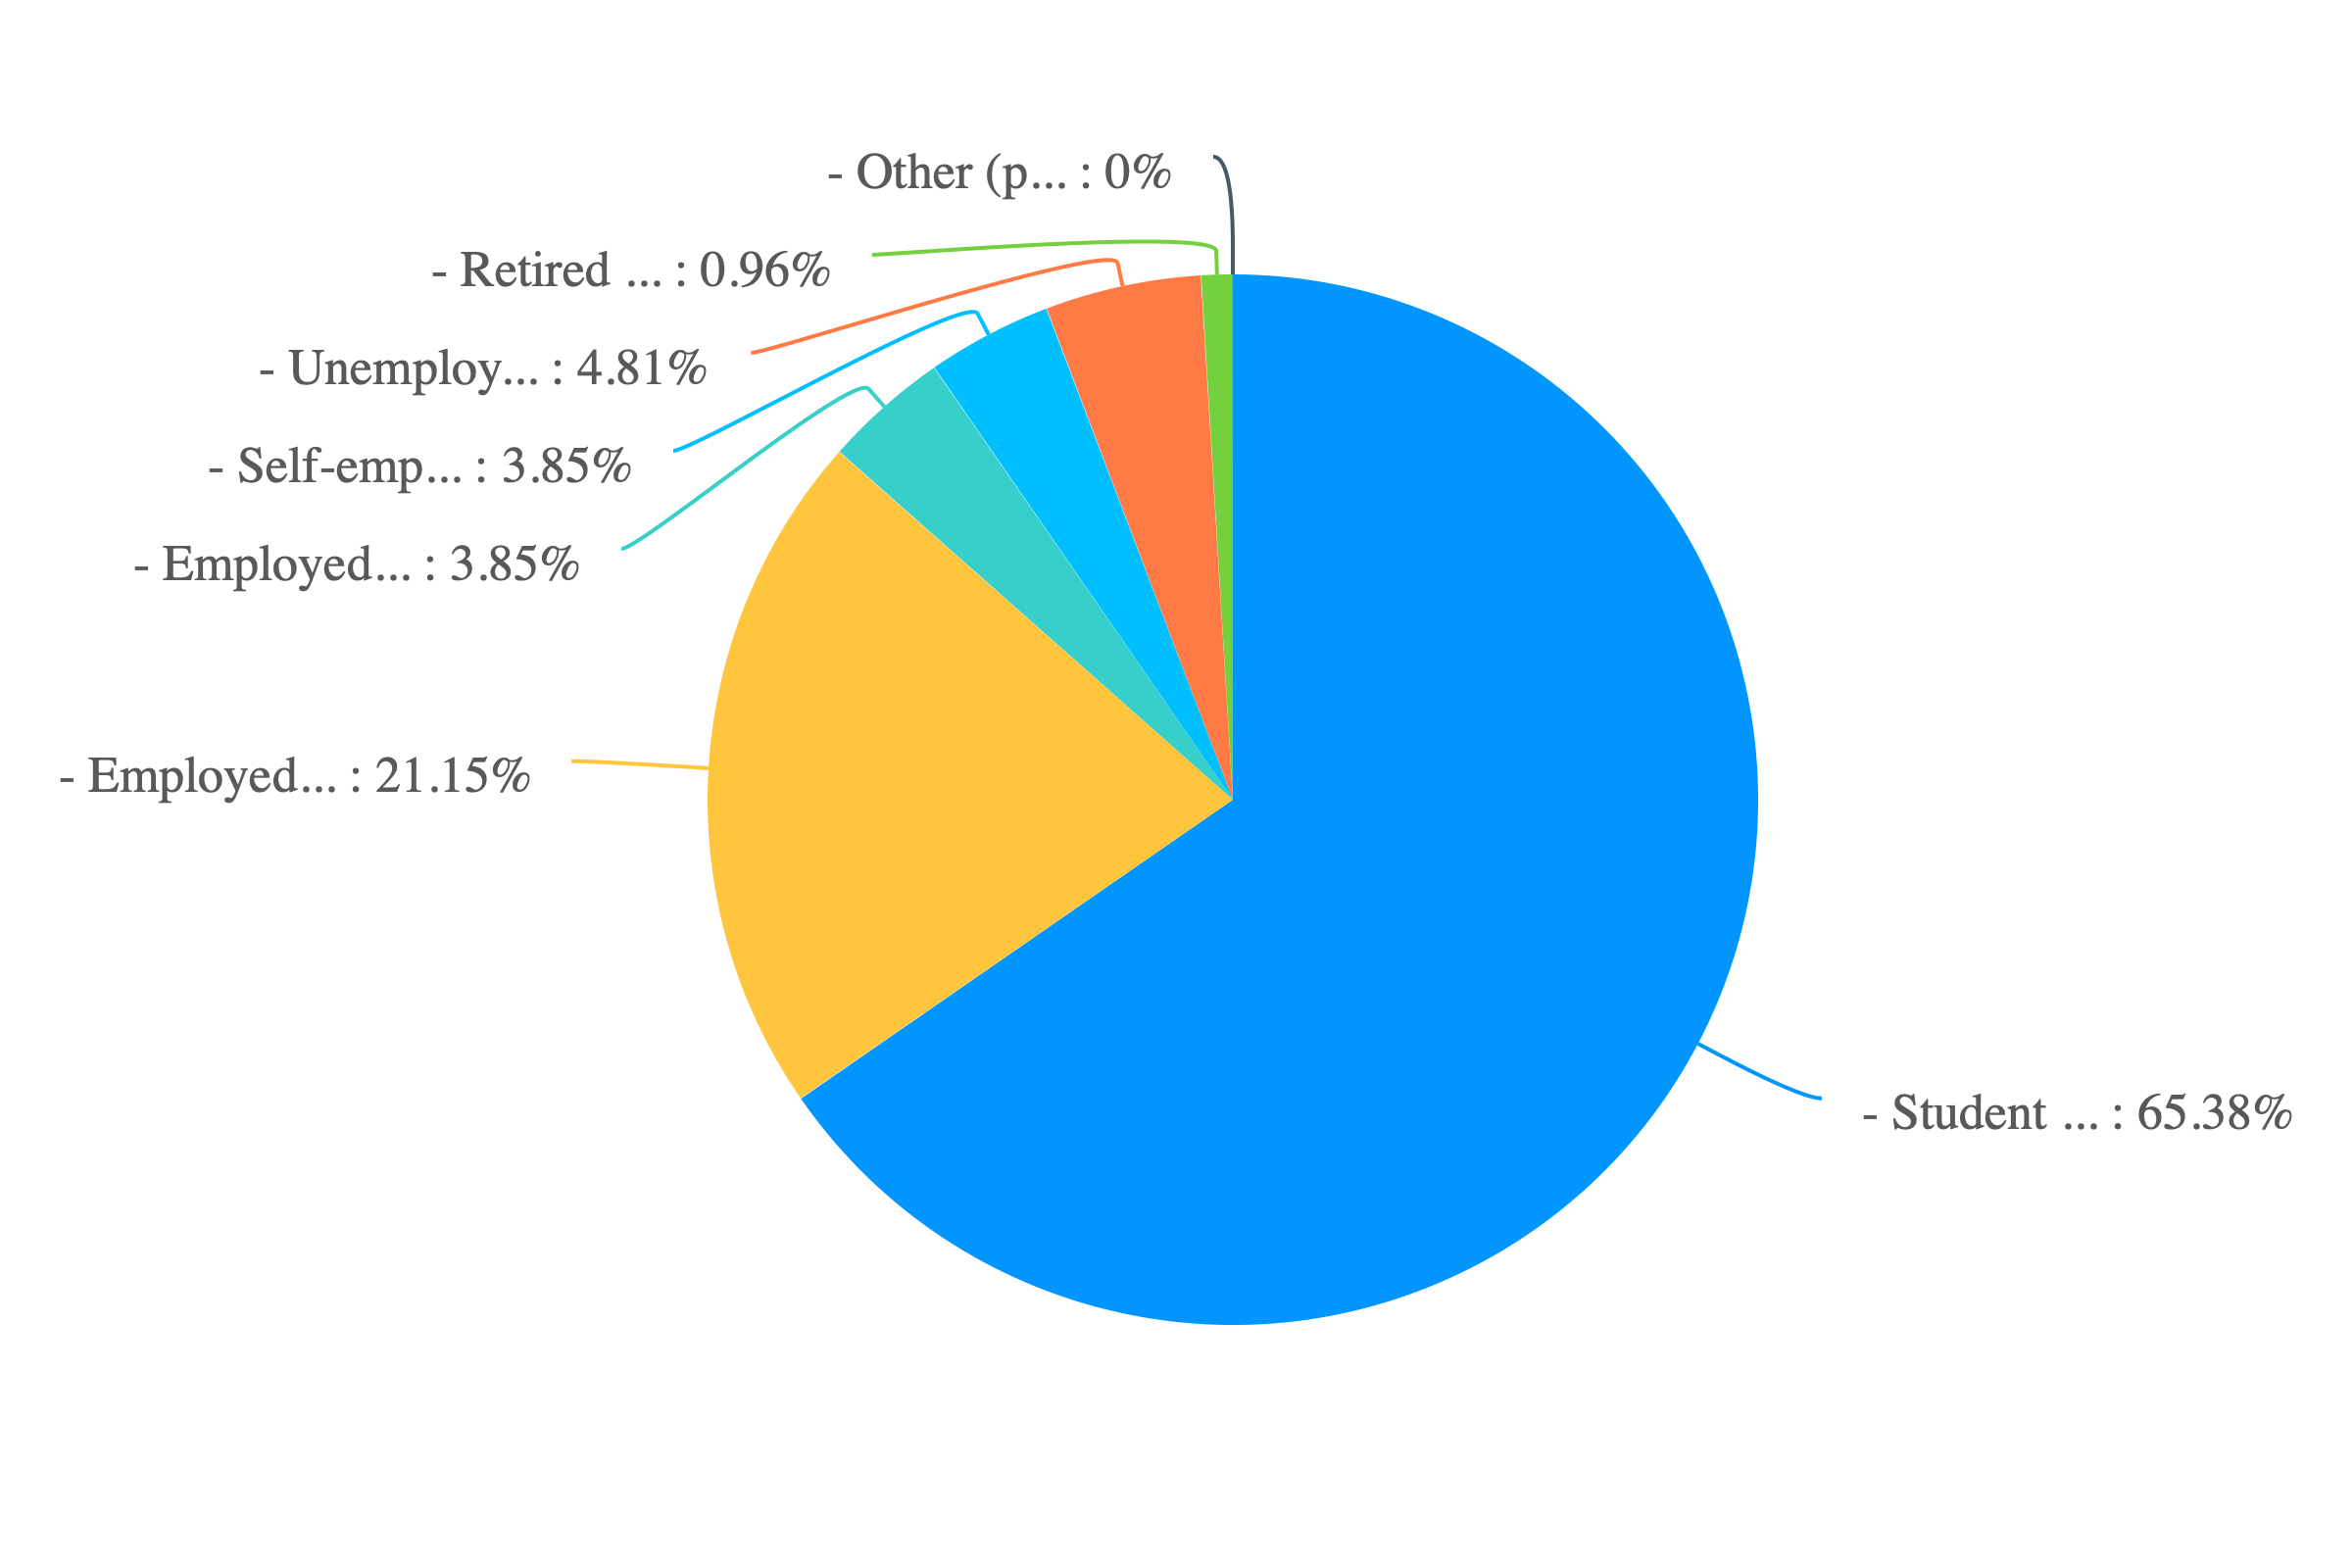 - Other (p... : 0%
- Retired ... : 0.96%
- Unemploy... : 4.81%
- Self-emp... : 3.85%
- Employed... : 3.85%
- Employed... : 21.15%
- Student ... : 65.38%